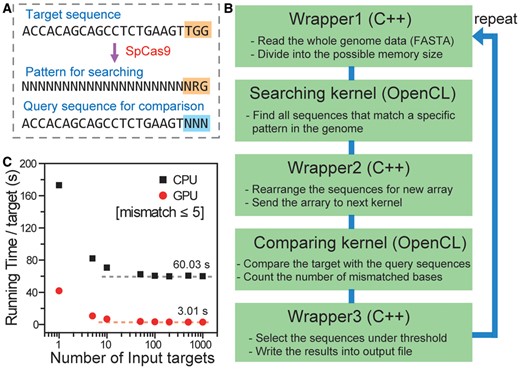 A
Target sequence
ACCACAGCAGCCTCTGAAGTTGG
SpCas9
Pattern for searching
NNNNNNNNNNNNNNNNNNNNNRG
Query sequence for comparison
ACCACAGCAGCCTCTGAAGTNNN
B
Wrapper1 (C++)
- Read the whole genome data (FASTA)
- Divide into the possible memory size
repeat
Searching kernel (OpenCL)
- Find all sequences that match a specific
pattern in the genome
Wrapper2 (C++)
- Rearrange the sequences for new array
- Send the arrary to next kernel
Comparing kernel (OpenCL)
- Compare the target with the query sequences
- Count the number of mismatched bases
Wrapper3 (C++)
- Select the sequences under threshold
- Write the results into output file
C
Running Time / target (s)
200
160
120
80
40
0
CPU
GPU
[mismatch ≤ 5]
60.03 s
3.01 s
1
10
100
1000
Number of Input targets